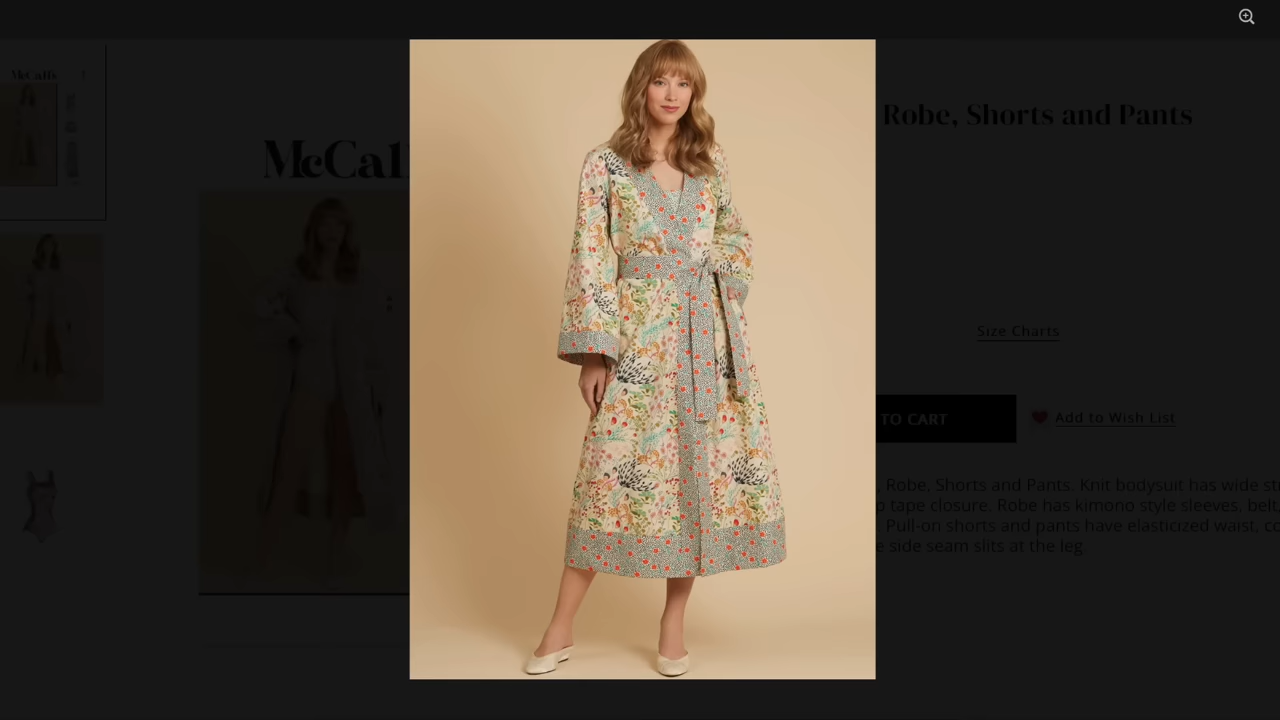 McCall's
Robe, Shorts and Pants
McCal
Size Charts
TO CART
Add to Wish List
, Robe, Shorts and Pants. Knit bodysuit has wide st
p tape closure. Robe has kimono style sleeves, belt
. Pull-on shorts and pants have elasticized waist, co
e side seam slits at the leg.